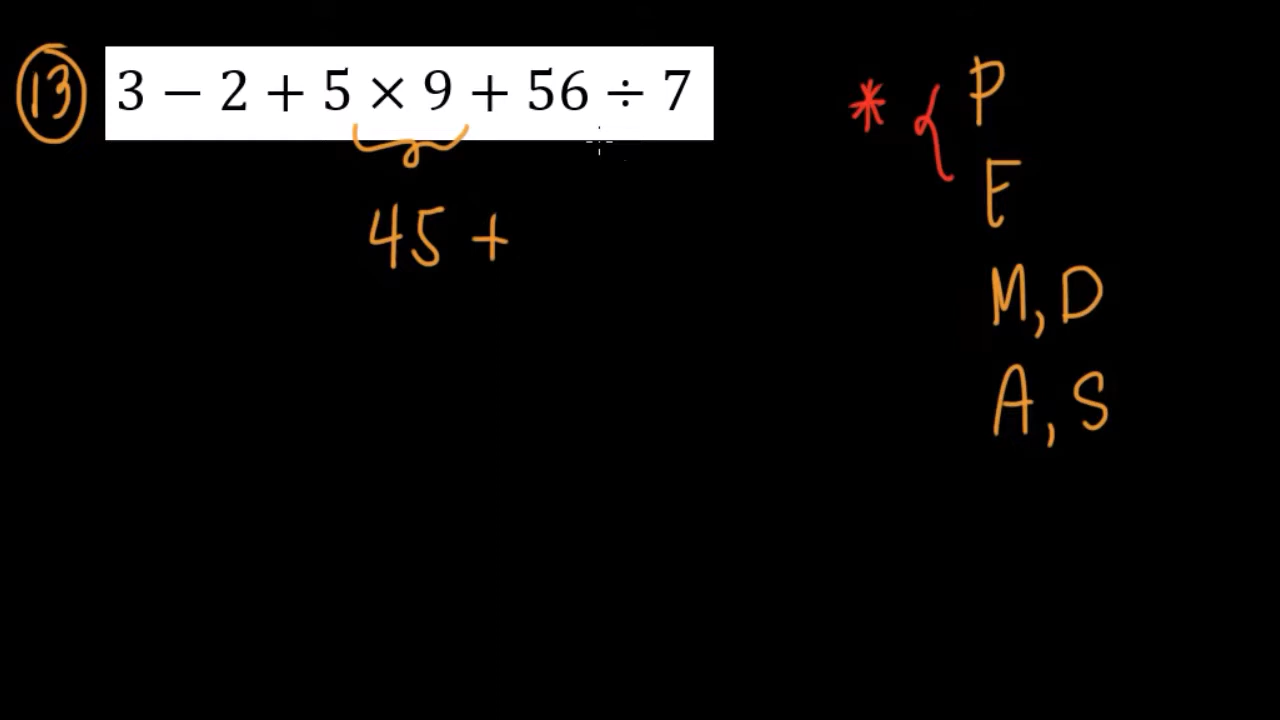 13 3 − 2 + 5 × 9 + 56 ÷ 7
45 +
* { P
E
M, D
A, S